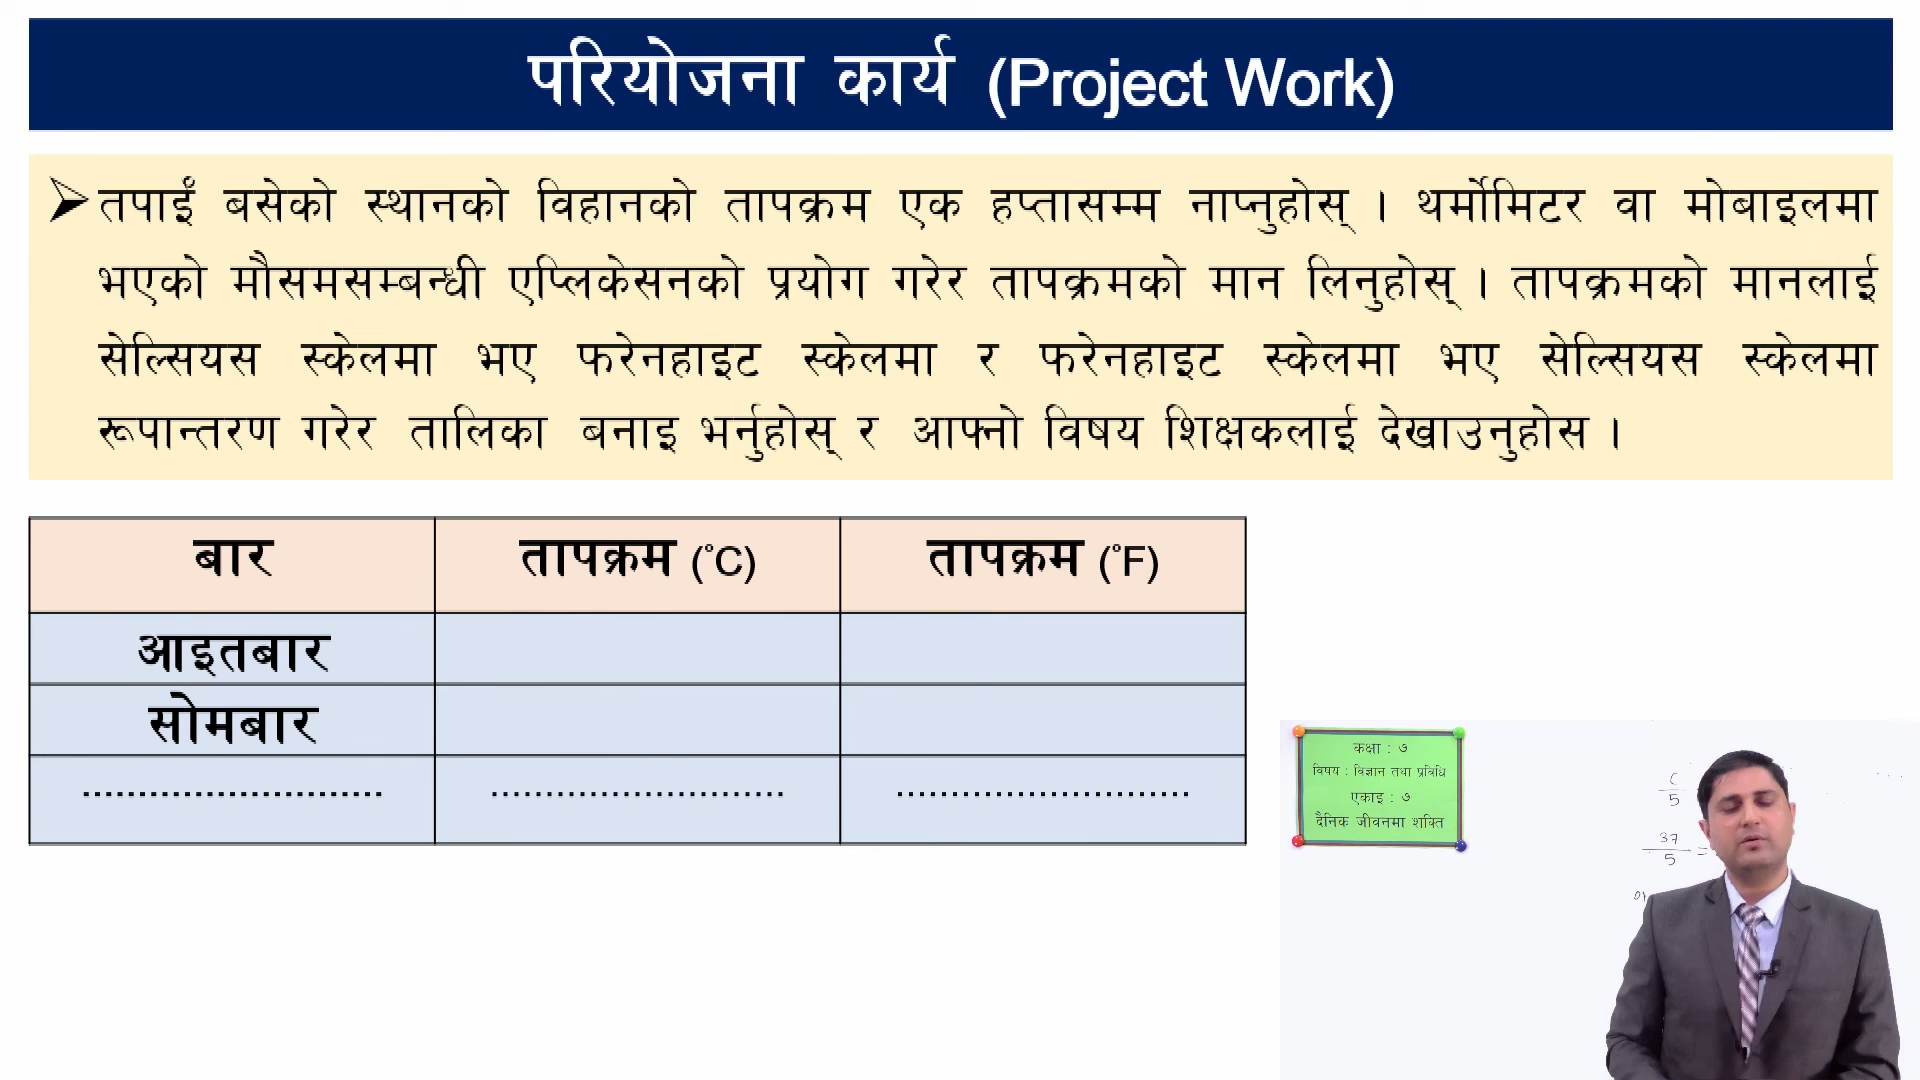 परियोजना कार्य (Project Work)
तपाईं बसेको स्थानको विहानको तापक्रम एक हप्तासम्म नाप्नुहोस् । थर्मोमिटर वा मोबाइलमा
भएको मौसमसम्बन्धी एप्लिकेसनको प्रयोग गरेर तापक्रमको मान लिनुहोस् । तापक्रमको मानलाई
सेल्सियस स्केलमा भए फरेनहाइट स्केलमा र फरेनहाइट स्केलमा भए सेल्सियस स्केलमा
रूपान्तरण गरेर तालिका बनाइ भर्नुहोस् र आफ्नो विषय शिक्षकलाई देखाउनुहोस ।
बार तापक्रम (°C) तापक्रम (°F)
आइतबार
सोमबार
.......................... .......................... ..........................
कक्षा : ७
विषय : विज्ञान तथा प्रविधि
एकाइ : ७
दैनिक जीवनमा शक्ति
C
5
37
5 =